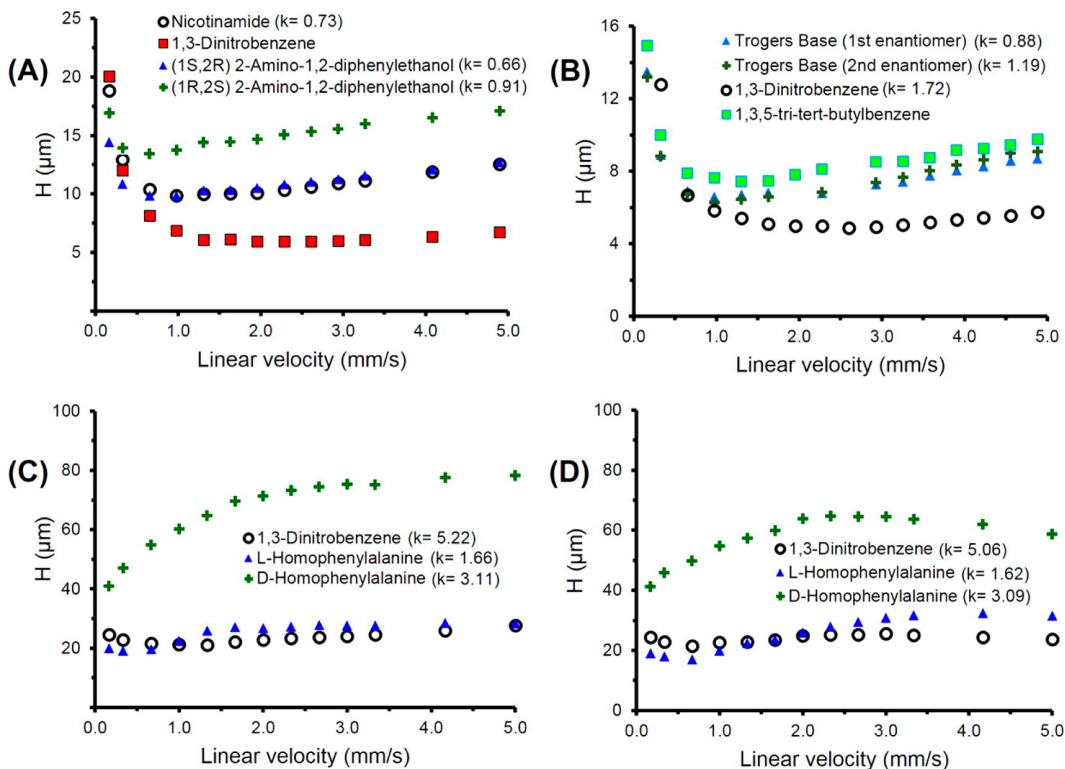 (A)
Nicotinamide (k= 0.73)
1,3-Dinitrobenzene
(1S,2R) 2-Amino-1,2-diphenylethanol (k= 0.66)
(1R,2S) 2-Amino-1,2-diphenylethanol (k= 0.91)
H (μm)
25
20
15
10
5
0.0 1.0 2.0 3.0 4.0 5.0
Linear velocity (mm/s)
(B)
Trogers Base (1st enantiomer) (k= 0.88)
Trogers Base (2nd enantiomer) (k= 1.19)
1,3-Dinitrobenzene (k= 1.72)
1,3,5-tri-tert-butylbenzene
H (μm)
16
12
8
4
0
0.0 1.0 2.0 3.0 4.0 5.0
Linear velocity (mm/s)
(C)
1,3-Dinitrobenzene (k= 5.22)
L-Homophenylalanine (k= 1.66)
D-Homophenylalanine (k= 3.11)
H (μm)
100
80
60
40
20
0.0 1.0 2.0 3.0 4.0 5.0
Linear velocity (mm/s)
(D)
1,3-Dinitrobenzene (k= 5.06)
L-Homophenylalanine (k= 1.62)
D-Homophenylalanine (k= 3.09)
H (μm)
100
80
60
40
20
0
0.0 1.0 2.0 3.0 4.0 5.0
Linear velocity (mm/s)